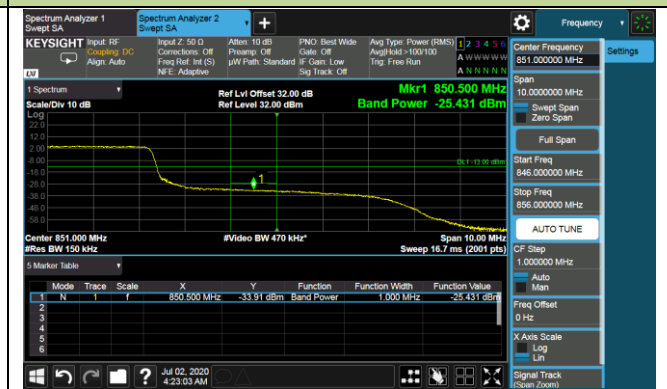 Spectrum Analyzer 1
Swept SA
Spectrum Analyzer 2
Swept SA
Frequency
KEYSIGHT
Input: RF
Coupling: DC
Align: Auto
Input Z: 50 Ω
Corrections: Off
Freq Ref: Int (S)
NFE: Adaptive
Atten: 10 dB
Preamp: Off
µW Path: Standard
PNO: Best Wide
Gate: Off
IF Gain: Low
Sig Track: Off
Avg Type: Power (RMS)
Avg|Hold >100/100
Trig: Free Run
1 2 3 4 5 6
A W W W W W
A N N N N N
LXI
1 Spectrum
Scale/Div 10 dB
Ref Lvl Offset 32.00 dB
Ref Level 32.00 dBm
Mkr1 850.500 MHz
Band Power -25.431 dBm
Log
22.0
12.0
2.00
-8.00
-18.0
-28.0
-38.0
-48.0
-58.0
DL1 -13.00 dBm
1
Center 851.000 MHz
#Res BW 150 kHz
#Video BW 470 kHz*
Span 10.00 MHz
Sweep 16.7 ms (2001 pts)
5 Marker Table
Mode Trace Scale X Y Function Function Width Function Value
1 N 1 f 850.500 MHz -33.91 dBm Band Power 1.000 MHz -25.431 dBm
2
3
4
5
6
Jul 02, 2020
4:23:03 AM
Center Frequency
851.000000 MHz
Settings
Span
10.0000000 MHz
Swept Span
Zero Span
Full Span
Start Freq
846.000000 MHz
Stop Freq
856.000000 MHz
AUTO TUNE
CF Step
1.000000 MHz
Auto
Man
Freq Offset
0 Hz
X Axis Scale
Log
Lin
Signal Track
(Span Zoom)